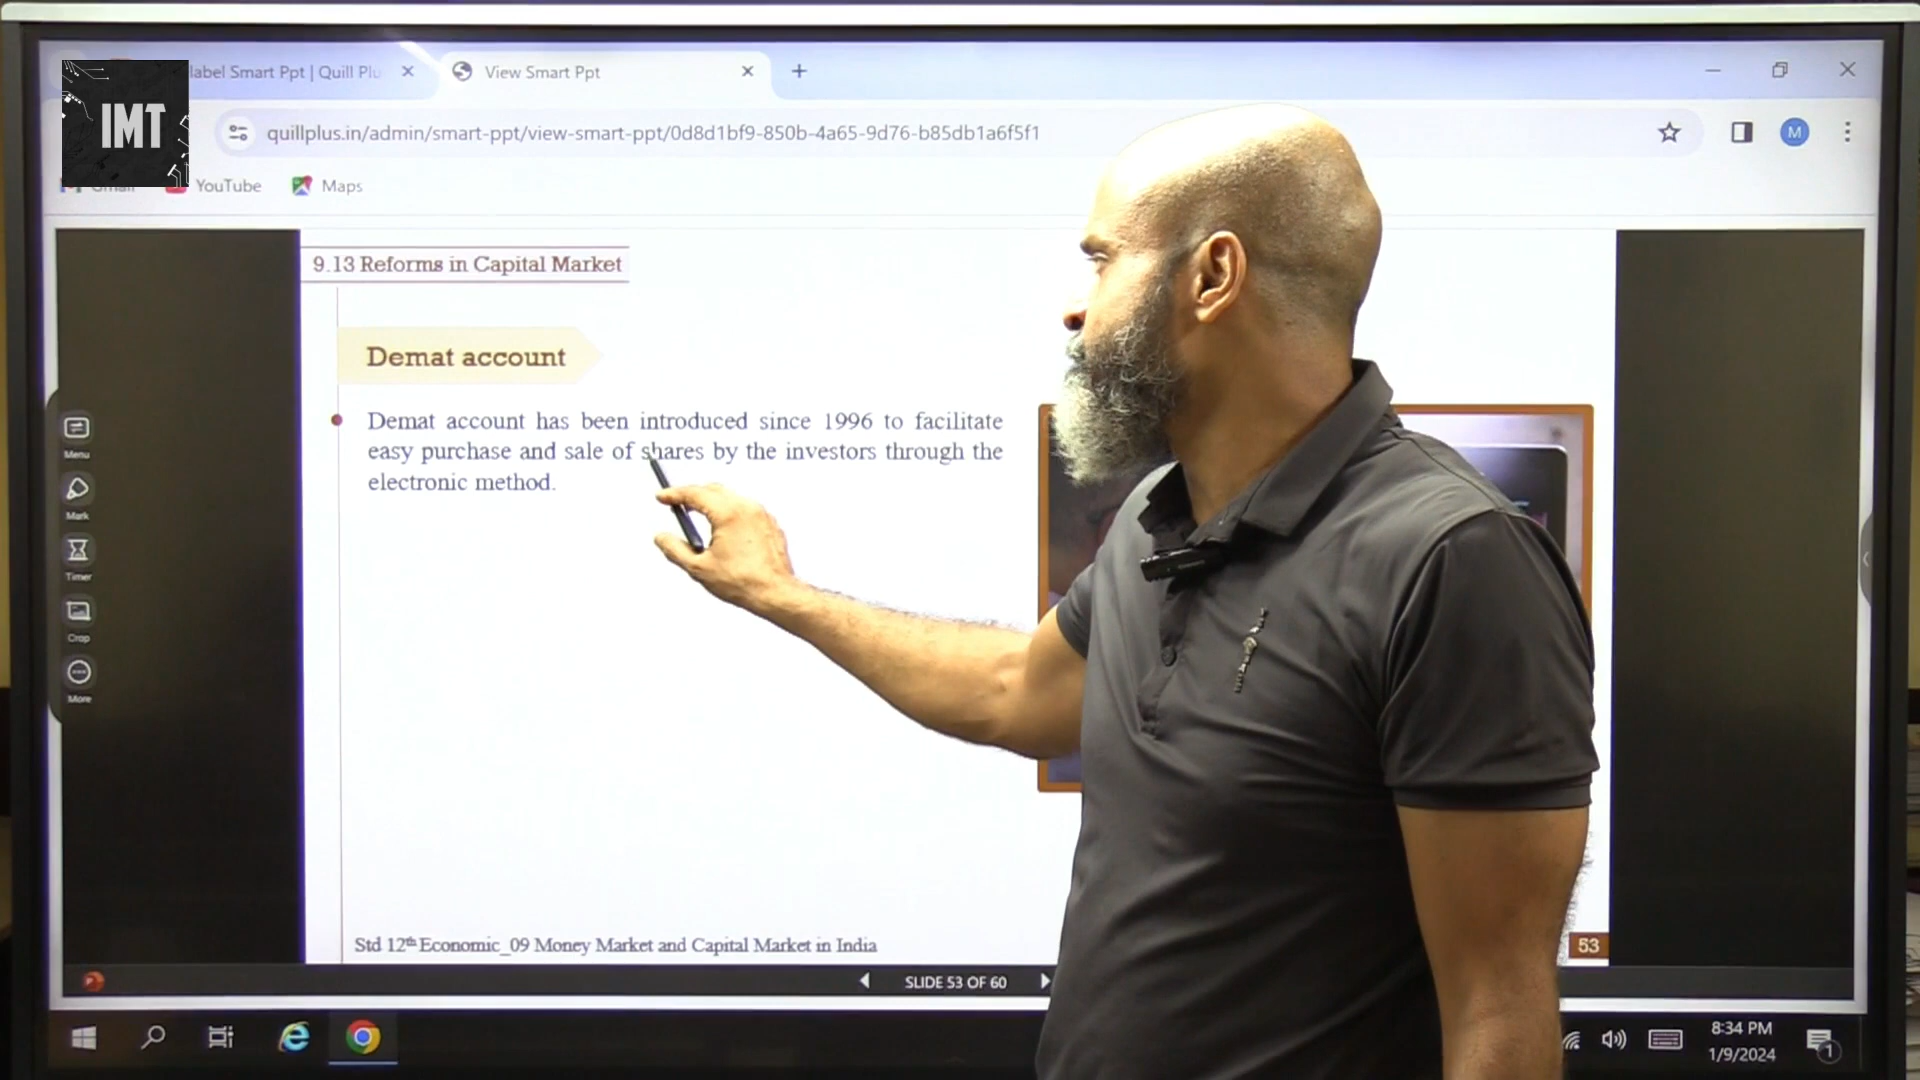 label Smart Ppt | Quill Plu
View Smart Ppt
IMT
quillplus.in/admin/smart-ppt/view-smart-ppt/0d8d1bf9-850b-4a65-9d76-b85db1a6f5f1
M
Gmail
YouTube
Maps
9.13 Reforms in Capital Market
Demat account
Demat account has been introduced since 1996 to facilitate
easy purchase and sale of shares by the investors through the
electronic method.
Menu
Mark
Timer
Crop
More
Std 12th Economic_09 Money Market and Capital Market in India
53
SLIDE 53 OF 60
8:34 PM
1/9/2024
1